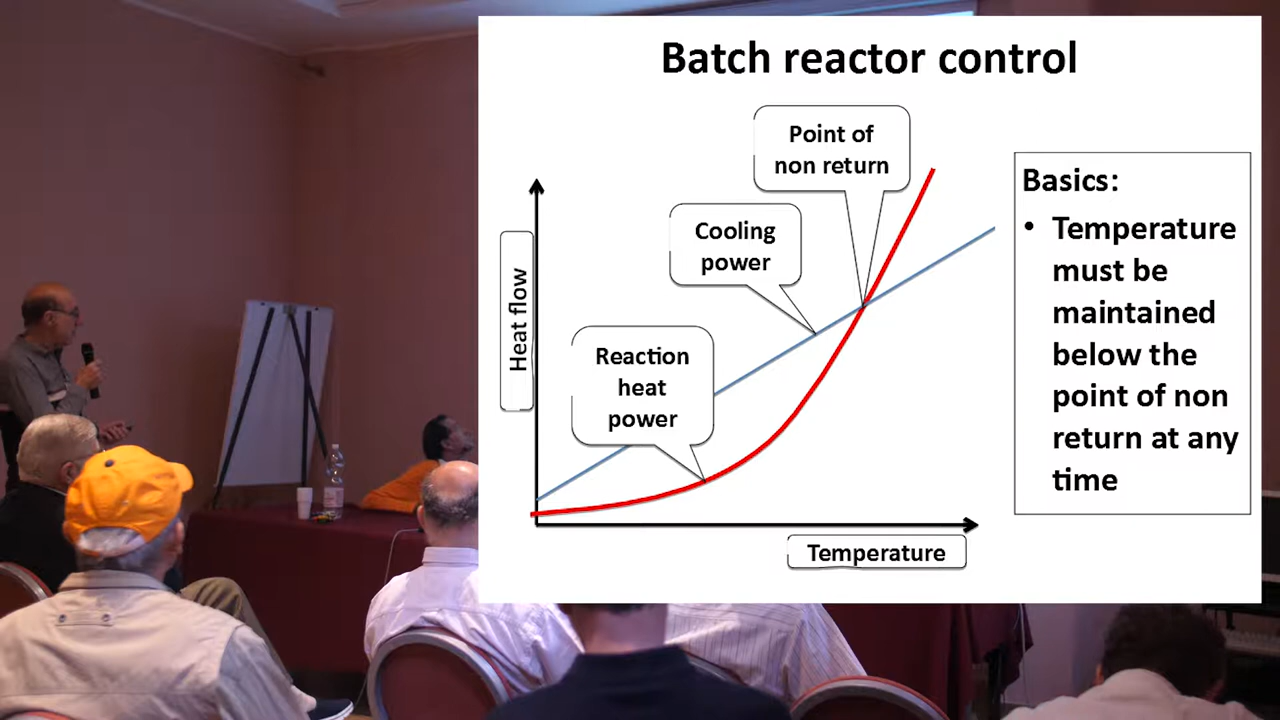 Batch reactor control
Point of
non return
Cooling
power
Reaction
heat
power
Heat flow
Temperature
Basics:
• Temperature
must be
maintained
below the
point of non
return at any
time